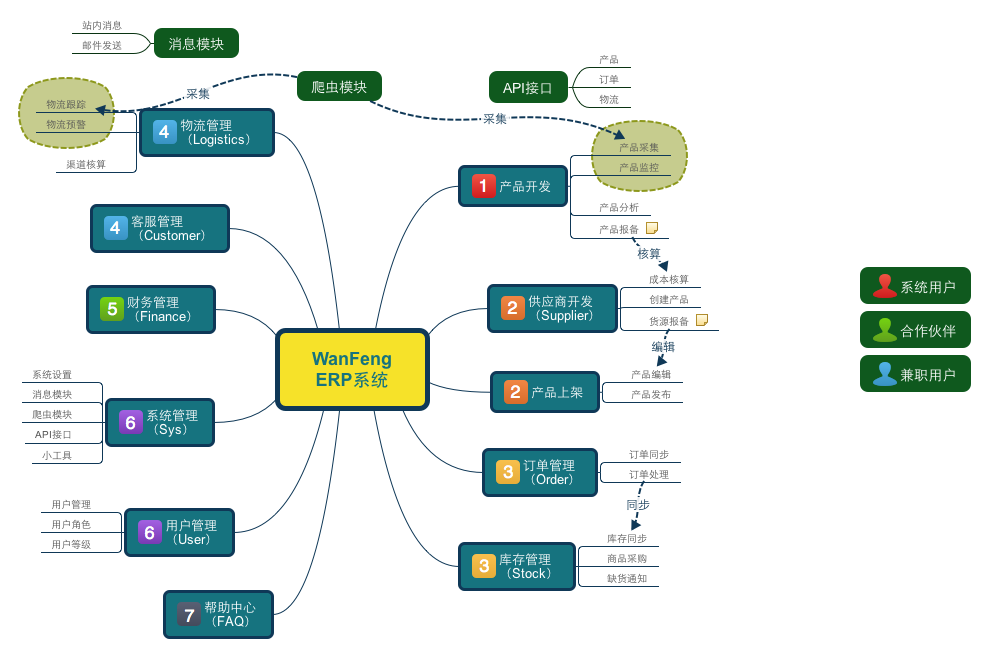 站内消息
邮件发送
消息模块
爬虫模块
API接口
产品
订单
物流
采集
采集
物流跟踪
物流预警
渠道核算
4
物流管理
（Logistics）
1
产品开发
产品采集
产品监控
产品分析
产品报备
核算
4
客服管理
（Customer）
5
财务管理
（Finance）
2
供应商开发
（Supplier）
成本核算
创建产品
货源报备
编辑
系统用户
合作伙伴
兼职用户
WanFeng
ERP系统
2
产品上架
产品编辑
产品发布
系统设置
消息模块
爬虫模块
API接口
小工具
6
系统管理
（Sys）
3
订单管理
（Order）
订单同步
订单处理
同步
用户管理
用户角色
用户等级
6
用户管理
（User）
3
库存管理
（Stock）
库存同步
商品采购
缺货通知
7
帮助中心
（FAQ）